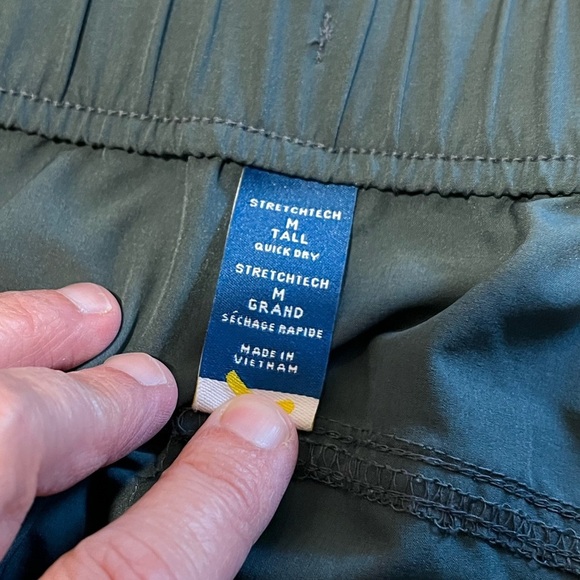 STRETCHTECH
M
TALL
QUICK DRY
STRETCHTECH
M
GRAND
SÉCHAGE RAPIDE
MADE IN
VIETNAM